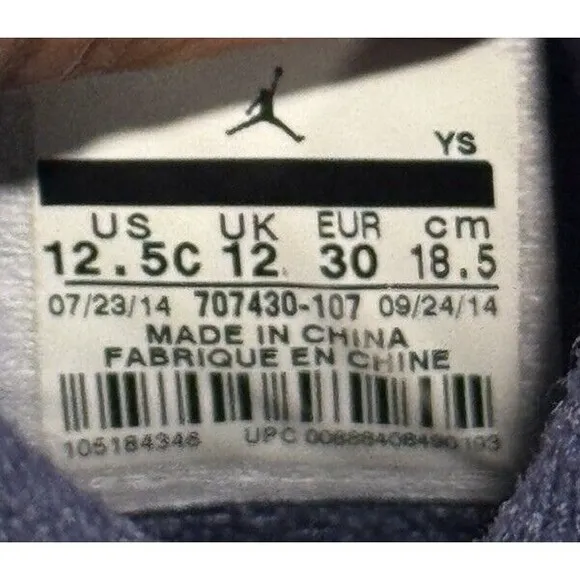 YS
US UK EUR cm
12.5C 12 30 18.5
07/23/14 707430-107 09/24/14
MADE IN CHINA
FABRIQUE EN CHINE
105184346 UPC